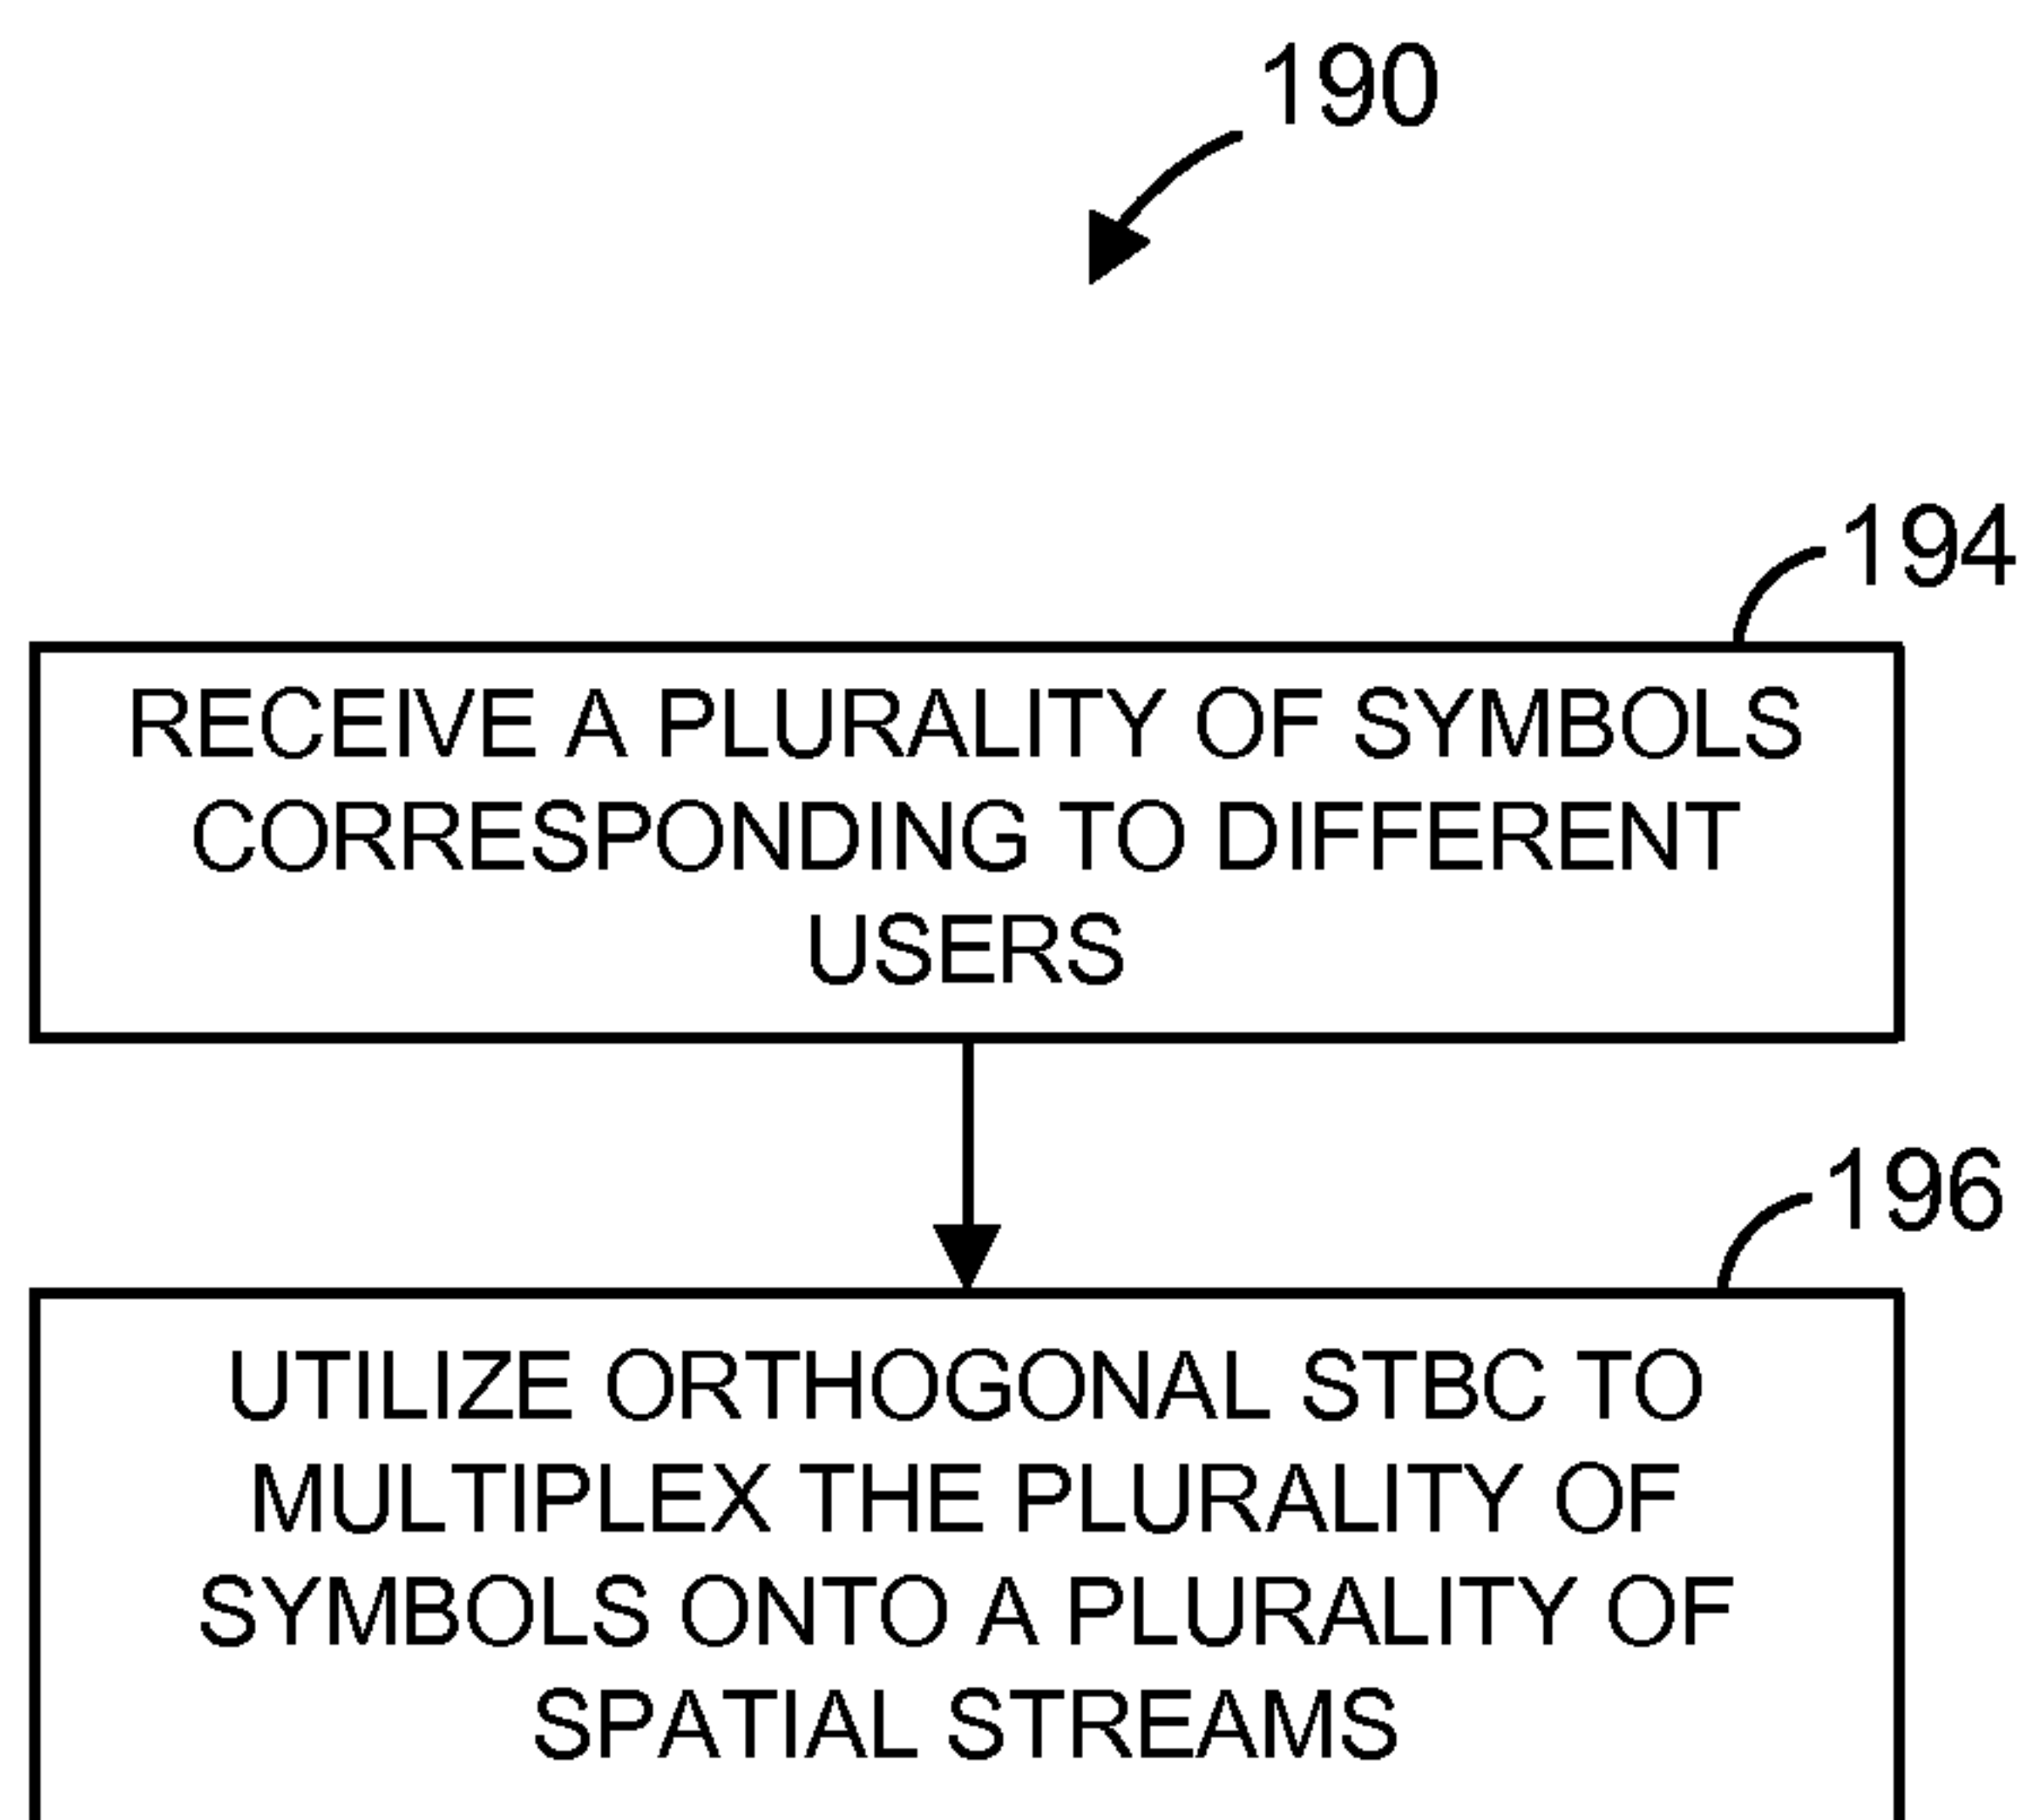 190
194
RECEIVE A PLURALITY OF SYMBOLS
CORRESPONDING TO DIFFERENT
USERS
196
UTILIZE ORTHOGONAL STBC TO
MULTIPLEX THE PLURALITY OF
SYMBOLS ONTO A PLURALITY OF
SPATIAL STREAMS